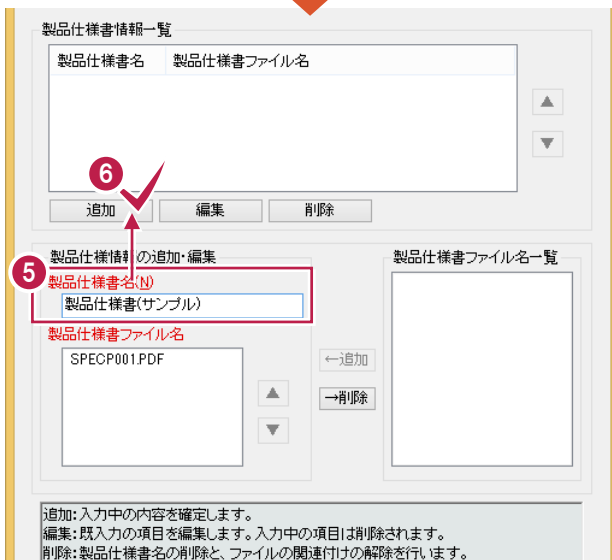 製品仕様書情報一覧
製品仕様書名 製品仕様書ファイル名
▲
▼
6
追加 編集 削除
製品仕様情報の追加・編集 製品仕様書ファイル名一覧
5
製品仕様書名(N)
製品仕様書(サンプル)
製品仕様書ファイル名
SPECP001.PDF
←追加
▲
→削除
▼
追加:入力中の内容を確定します。
編集:既入力の項目を編集します。入力中の項目は削除されます。
削除:製品仕様書名の削除と、ファイルの関連付けの解除を行います。